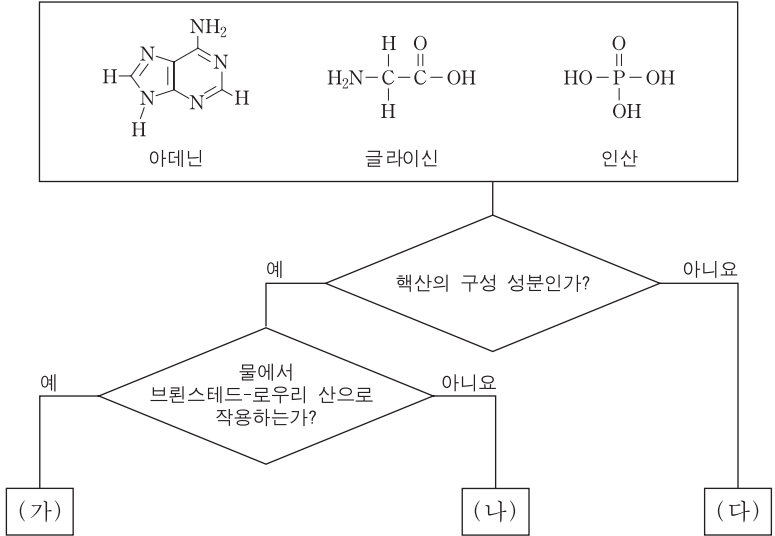 NH₂
N
N
H
N
N
H
H
아데닌
H O
H₂N-C-C-OH
H
글라이신
O
HO-P-OH
OH
인산
핵산의 구성 성분인가?
예
아니요
물에서
브뢴스테드-로우리 산으로
작용하는가?
예
아니요
(가)
(나)
(다)